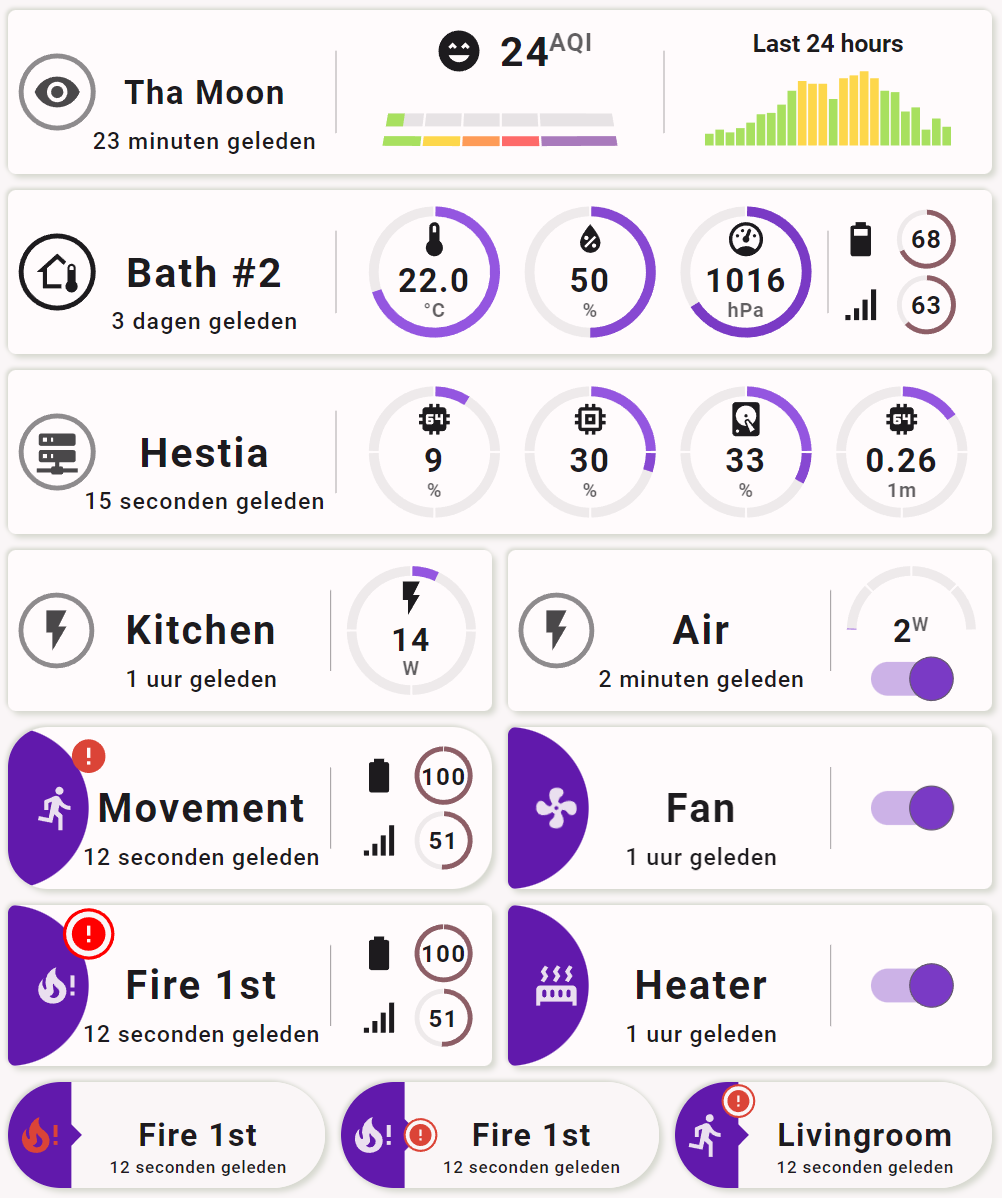 Tha Moon
23 minuten geleden
24 AQI
Last 24 hours
Bath #2
3 dagen geleden
22.0
°C
50
%
1016
hPa
68
63
Hestia
15 seconden geleden
64
9
%
30
%
33
%
64
0.26
1m
Kitchen
1 uur geleden
14
W
Air
2 minuten geleden
2W
!
Movement
12 seconden geleden
100
51
Fan
1 uur geleden
!
!
Fire 1st
12 seconden geleden
100
51
Heater
1 uur geleden
!
Fire 1st
12 seconden geleden
!
!
Fire 1st
12 seconden geleden
!
Livingroom
12 seconden geleden